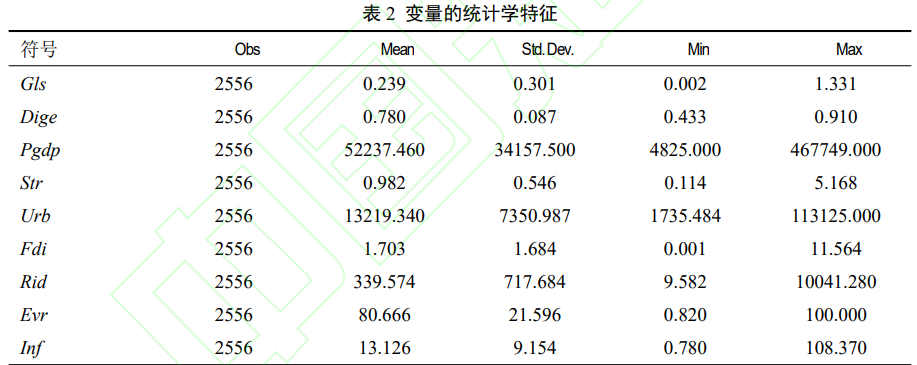 表 2 变量的统计学特征
符号 Obs Mean Std. Dev. Min Max
Gls 2556 0.239 0.301 0.002 1.331
Dige 2556 0.780 0.087 0.433 0.910
Pgdp 2556 52237.460 34157.500 4825.000 467749.000
Str 2556 0.982 0.546 0.114 5.168
Urb 2556 13219.340 7350.987 1735.484 113125.000
Fdi 2556 1.703 1.684 0.001 11.564
Rid 2556 339.574 717.684 9.582 10041.280
Evr 2556 80.666 21.596 0.820 100.000
Inf 2556 13.126 9.154 0.780 108.370